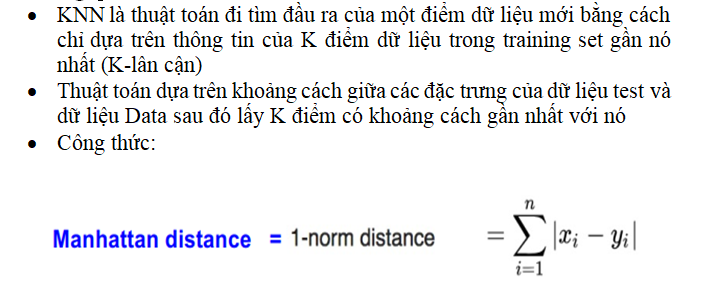 • KNN là thuật toán đi tìm đầu ra của một điểm dữ liệu mới bằng cách
chỉ dựa trên thông tin của K điểm dữ liệu trong training set gần nó
nhất (K-lân cận)
• Thuật toán dựa trên khoảng cách giữa các đặc trưng của dữ liệu test và
dữ liệu Data sau đó lấy K điểm có khoảng cách gần nhất với nó
• Công thức:
Manhattan distance = 1-norm distance = ∑_{i=1}^{n} |x_i − y_i|